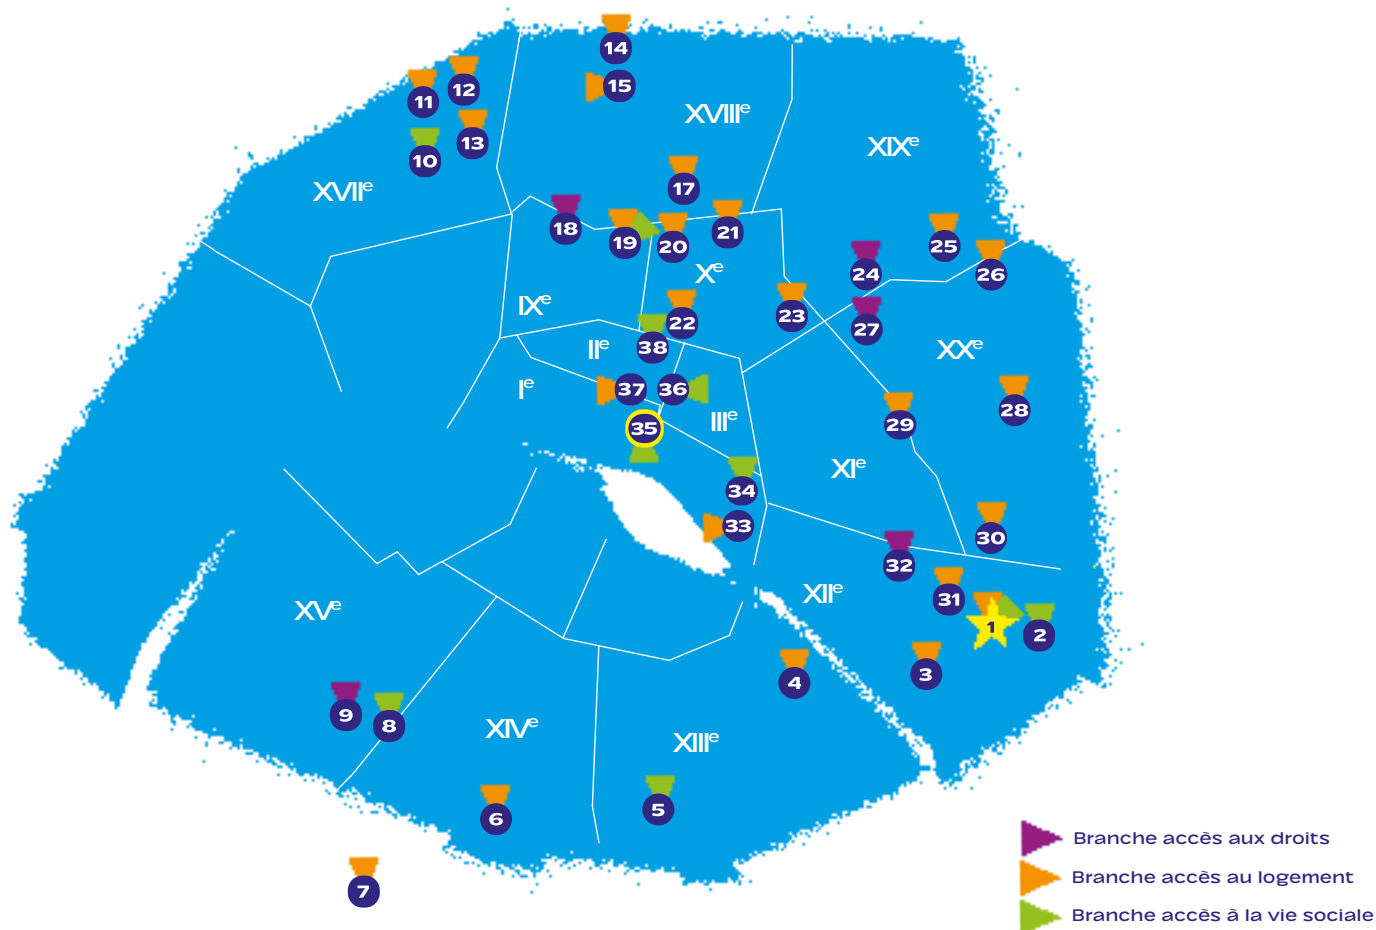 14
12
11
15
XVIIIe
13
XIXe
10
17
XVIIe
18
21
19
20
25
24
26
Xe
IXe
23
22
27
38
IIe
XXe
Ie
37
36
28
IIIe
29
35
XIe
34
33
30
32
XIIe
31
XVe
1
2
3
4
9
8
XIVe
XIIIe
5
6
7
Branche accès aux droits
Branche accès au logement
Branche accès à la vie sociale